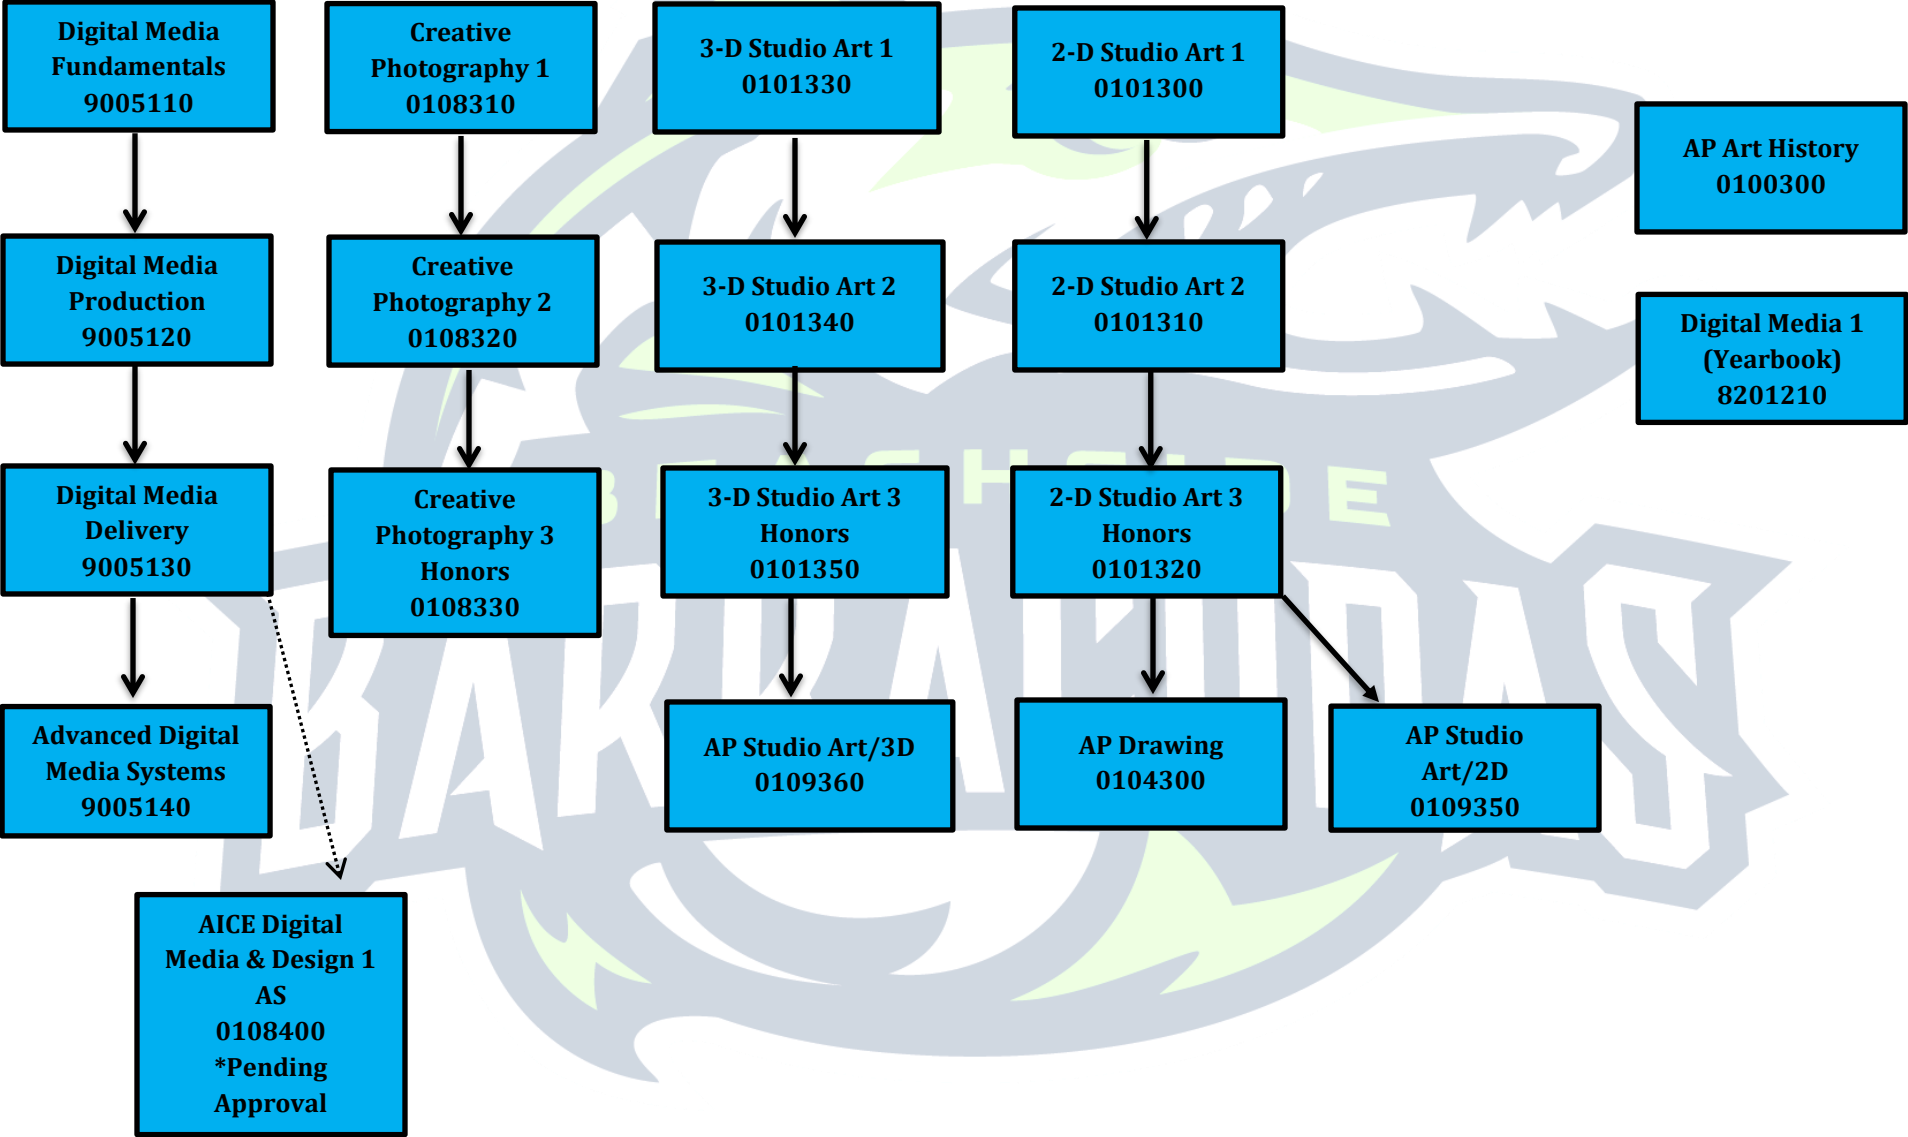 Digital Media
Fundamentals
9005110
Digital Media
Production
9005120
Digital Media
Delivery
9005130
Advanced Digital
Media Systems
9005140
AICE Digital
Media & Design 1
AS
0108400
*Pending
Approval
Creative
Photography 1
0108310
Creative
Photography 2
0108320
Creative
Photography 3
Honors
0108330
3-D Studio Art 1
0101330
3-D Studio Art 2
0101340
3-D Studio Art 3
Honors
0101350
AP Studio Art/3D
0109360
2-D Studio Art 1
0101300
2-D Studio Art 2
0101310
2-D Studio Art 3
Honors
0101320
AP Drawing
0104300
AP Studio
Art/2D
0109350
AP Art History
0100300
Digital Media 1
(Yearbook)
8201210
BEACHSIDE
BARRACUDAS